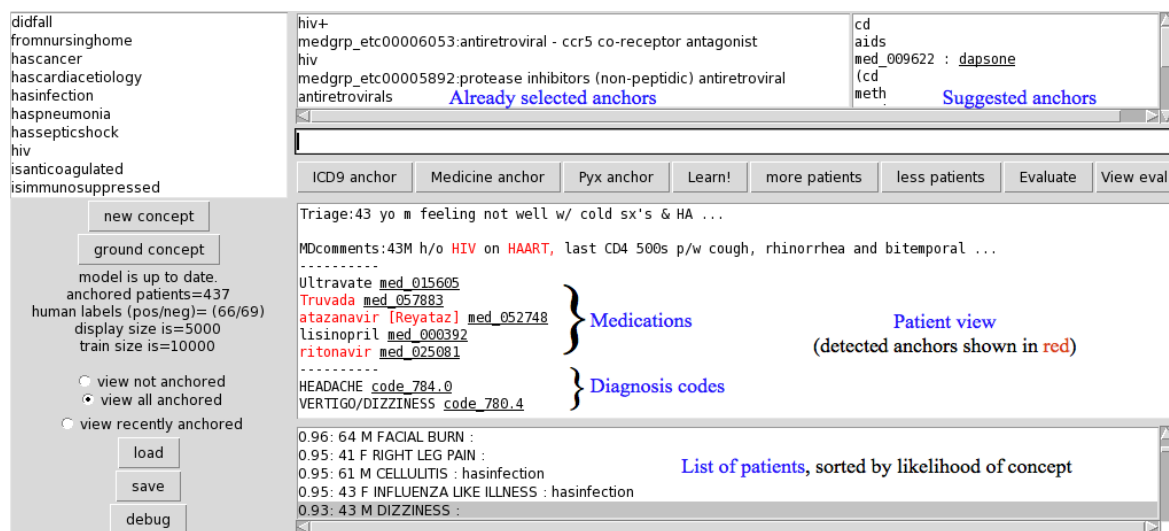 didfall
fromnursinghome
hascancer
hascardiacetiology
hasinfection
haspneumonia
hassepticshock
hiv
isanticoagulated
isimmunosuppressed
hiv+
medgrp_etc00006053:antiretroviral - ccr5 co-receptor antagonist
hiv
medgrp_etc00005892:protease inhibitors (non-peptidic) antiretroviral
antiretrovirals
Already selected anchors
cd
aids
med_009622 : dapsone
(cd
meth
Suggested anchors
ICD9 anchor Medicine anchor Pyx anchor Learn! more patients less patients Evaluate View eval
new concept
ground concept
model is up to date.
anchored patients=437
human labels (pos/neg)= (66/69)
display size is=5000
train size is=10000
view not anchored
view all anchored
view recently anchored
load
save
debug
Triage:43 yo m feeling not well w/ cold sx's & HA ...
MDcomments:43M h/o HIV on HAART, last CD4 500s p/w cough, rhinorrhea and bitemporal ...
----------
Ultravate med_015605
Truvada med_057883
atazanavir [Reyataz] med_052748
lisinopril med_000392
ritonavir med_025081
----------
HEADACHE code_784.0
VERTIGO/DIZZINESS code_780.4
} Medications
} Diagnosis codes
Patient view
(detected anchors shown in red)
0.96: 64 M FACIAL BURN :
0.95: 41 F RIGHT LEG PAIN :
0.95: 61 M CELLULITIS : hasinfection
0.95: 43 F INFLUENZA LIKE ILLNESS : hasinfection
0.93: 43 M DIZZINESS :
List of patients, sorted by likelihood of concept